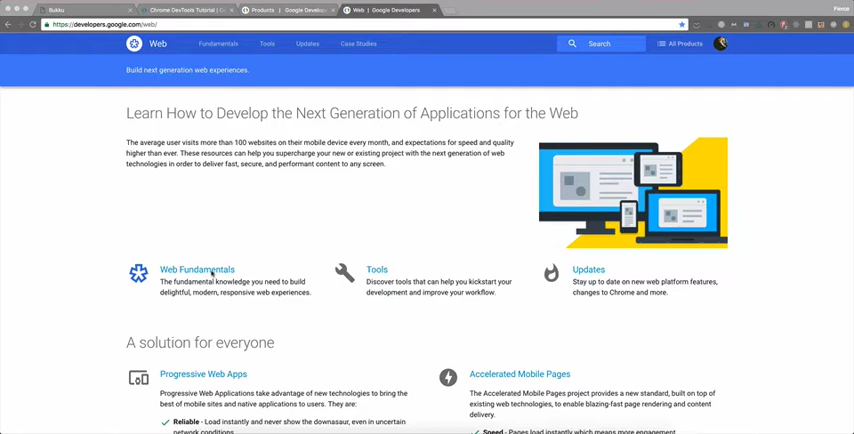 Bukku
Chrome DevTools Tutorial | G
Products | Google Develop
Web | Google Developers
Fierce
https://developers.google.com/web/
Web
Fundamentals
Tools
Updates
Case Studies
Search
All Products
Build next generation web experiences.
Learn How to Develop the Next Generation of Applications for the Web
The average user visits more than 100 websites on their mobile device every month, and expectations for speed and quality
higher than ever. These resources can help you supercharge your new or existing project with the next generation of web
technologies in order to deliver fast, secure, and performant content to any screen.
Web Fundamentals
The fundamental knowledge you need to build
delightful, modern, responsive web experiences.
Tools
Discover tools that can help you kickstart your
development and improve your workflow.
Updates
Stay up to date on new web platform features,
changes to Chrome and more.
A solution for everyone
Progressive Web Apps
Progressive Web Applications take advantage of new technologies to bring the
best of mobile sites and native applications to users. They are:
Reliable - Load instantly and never show the downasaur, even in uncertain
network conditions.
Accelerated Mobile Pages
The Accelerated Mobile Pages project provides a new standard, built on top of
existing web technologies, to enable blazing-fast page rendering and content
delivery.
Speed - Pages load instantly which means more engagement.